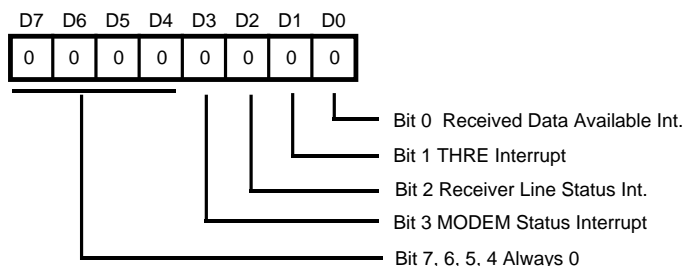 D7 D6 D5 D4 D3 D2 D1 D0
0 0 0 0 0 0 0 0
Bit 0 Received Data Available Int.
Bit 1 THRE Interrupt
Bit 2 Receiver Line Status Int.
Bit 3 MODEM Status Interrupt
Bit 7, 6, 5, 4 Always 0